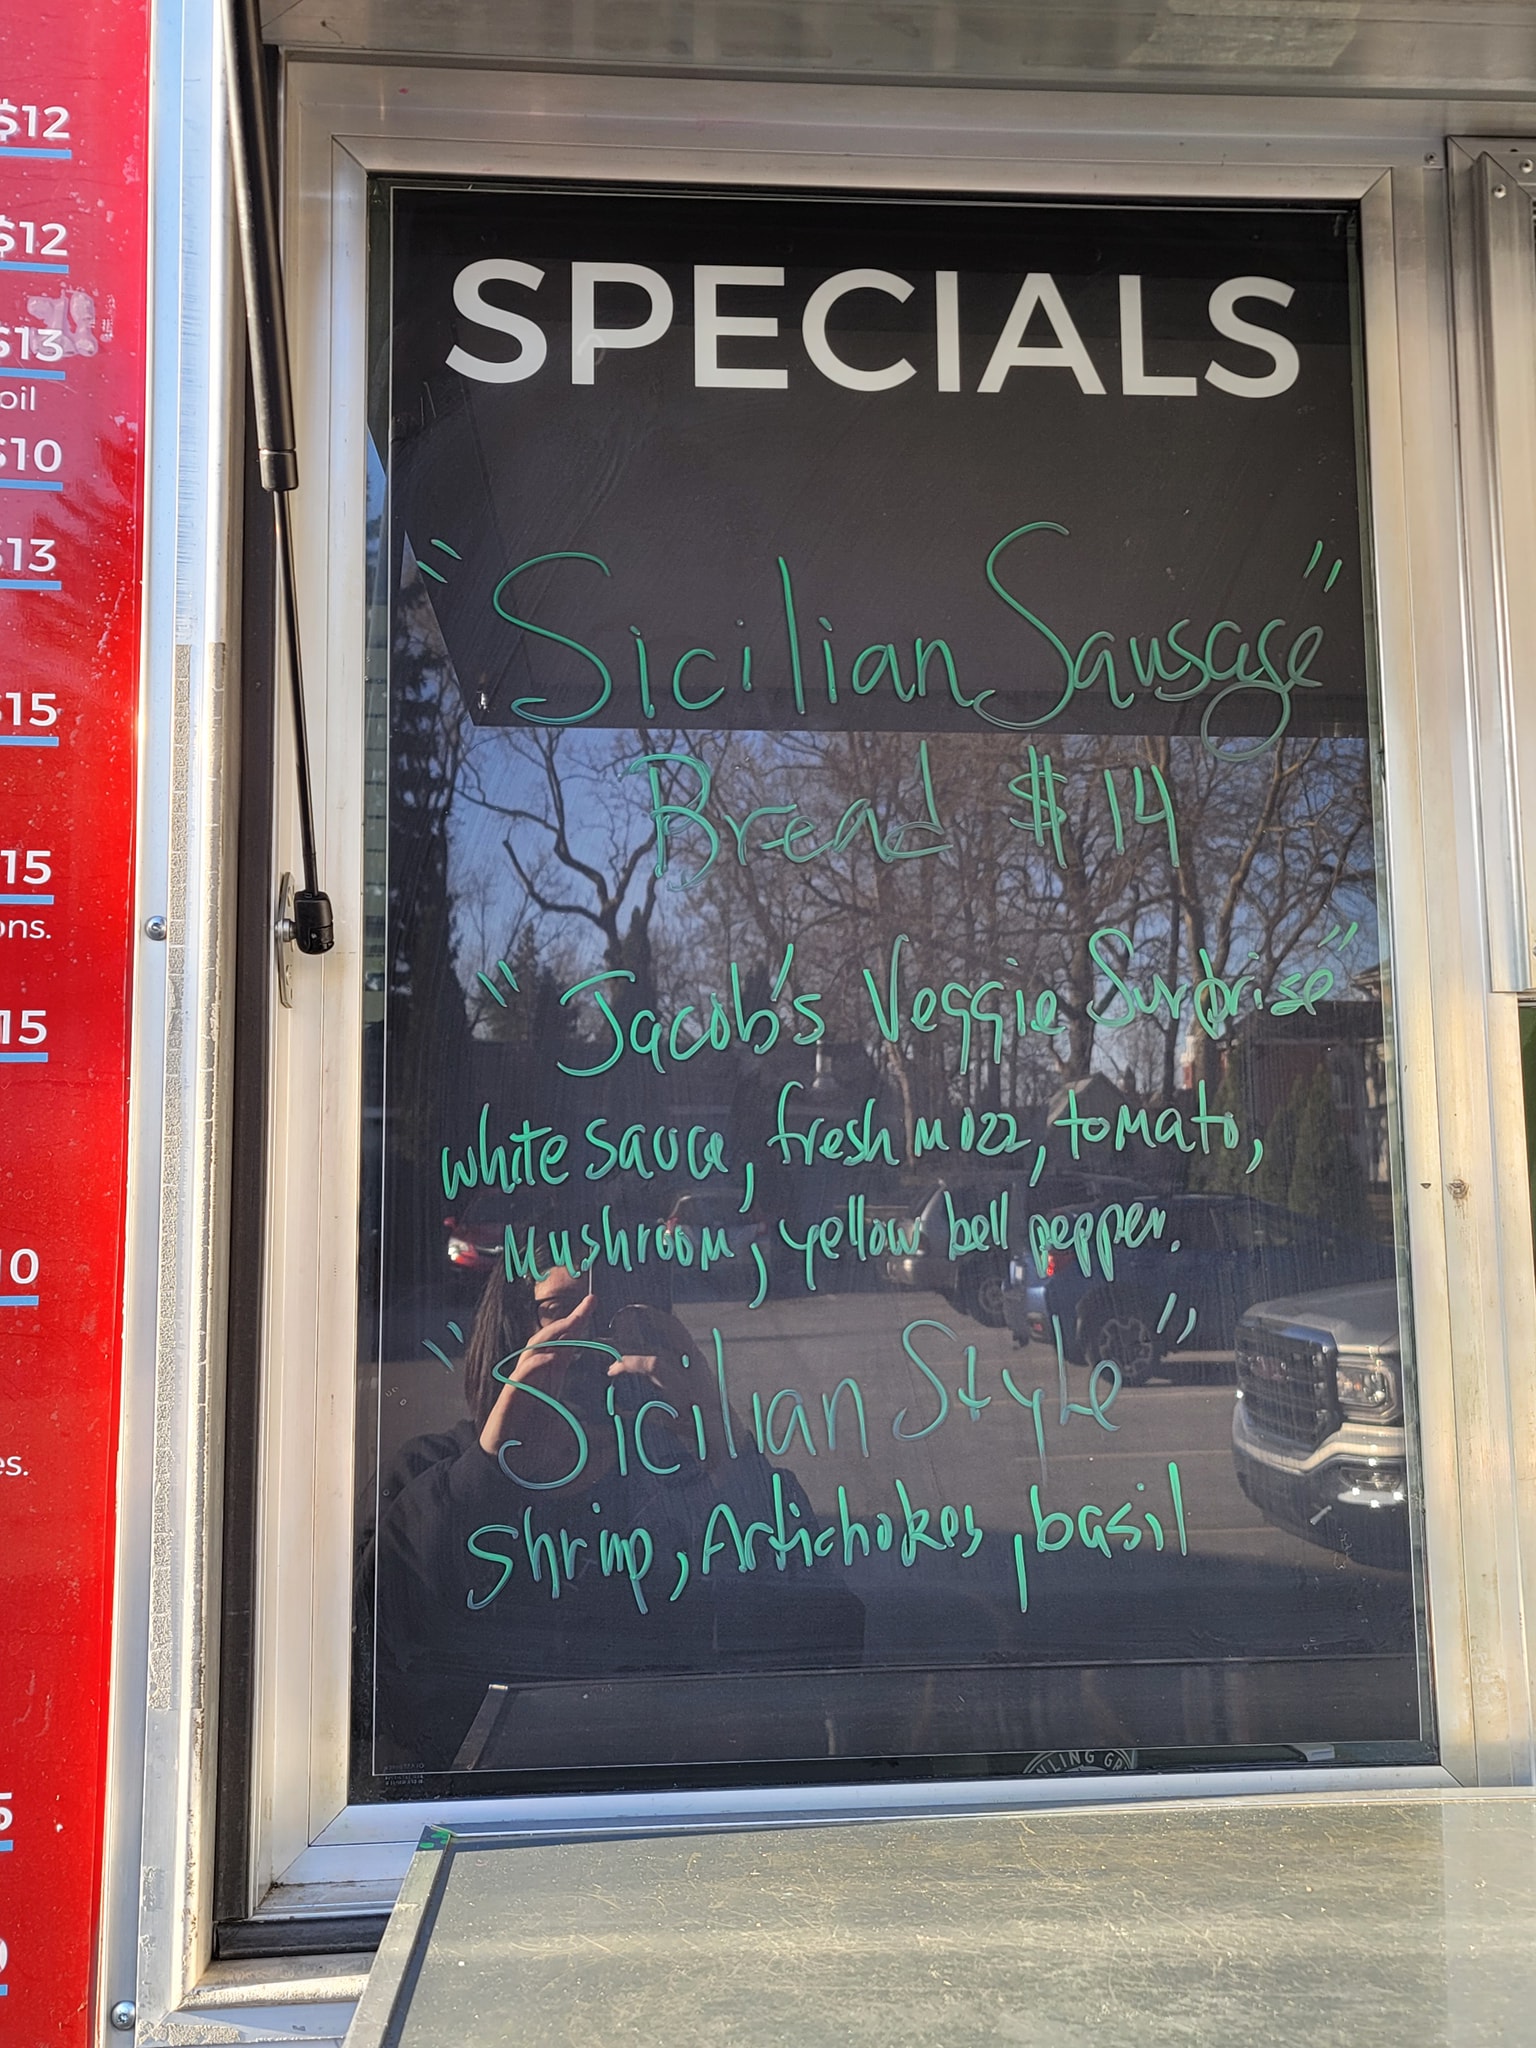 $12
$12
$13
oil
$10
$13
$15
15
ons.
15
10
es.
5
SPECIALS
"Sicilian Sausage"
Bread $14
"Jacob's Veggie Surprise"
white sauce, fresh mozz, tomato,
Mushroom, yellow bell pepper.
"Sicilian Style"
Shrimp, Artichokes, basil